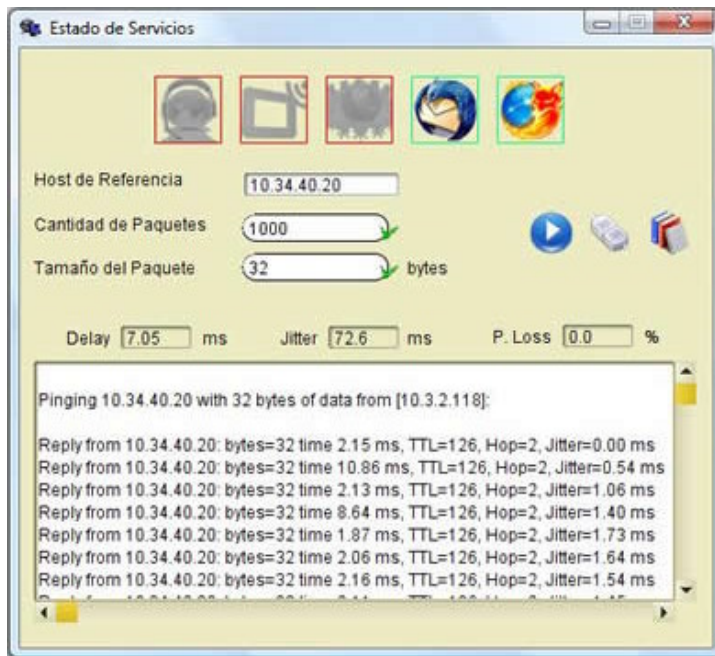 Estado de Servicios
Host de Referencia 10.34.40.20
Cantidad de Paquetes 1000
Tamaño del Paquete 32 bytes
Delay 7.05 ms Jitter 72.6 ms P. Loss 0.0 %
Pinging 10.34.40.20 with 32 bytes of data from [10.3.2.118]:
Reply from 10.34.40.20: bytes=32 time 2.15 ms, TTL=126, Hop=2, Jitter=0.00 ms
Reply from 10.34.40.20: bytes=32 time 10.86 ms, TTL=126, Hop=2, Jitter=0.54 ms
Reply from 10.34.40.20: bytes=32 time 2.13 ms, TTL=126, Hop=2, Jitter=1.06 ms
Reply from 10.34.40.20: bytes=32 time 8.64 ms, TTL=126, Hop=2, Jitter=1.40 ms
Reply from 10.34.40.20: bytes=32 time 1.87 ms, TTL=126, Hop=2, Jitter=1.73 ms
Reply from 10.34.40.20: bytes=32 time 2.06 ms, TTL=126, Hop=2, Jitter=1.64 ms
Reply from 10.34.40.20: bytes=32 time 2.16 ms, TTL=126, Hop=2, Jitter=1.54 ms